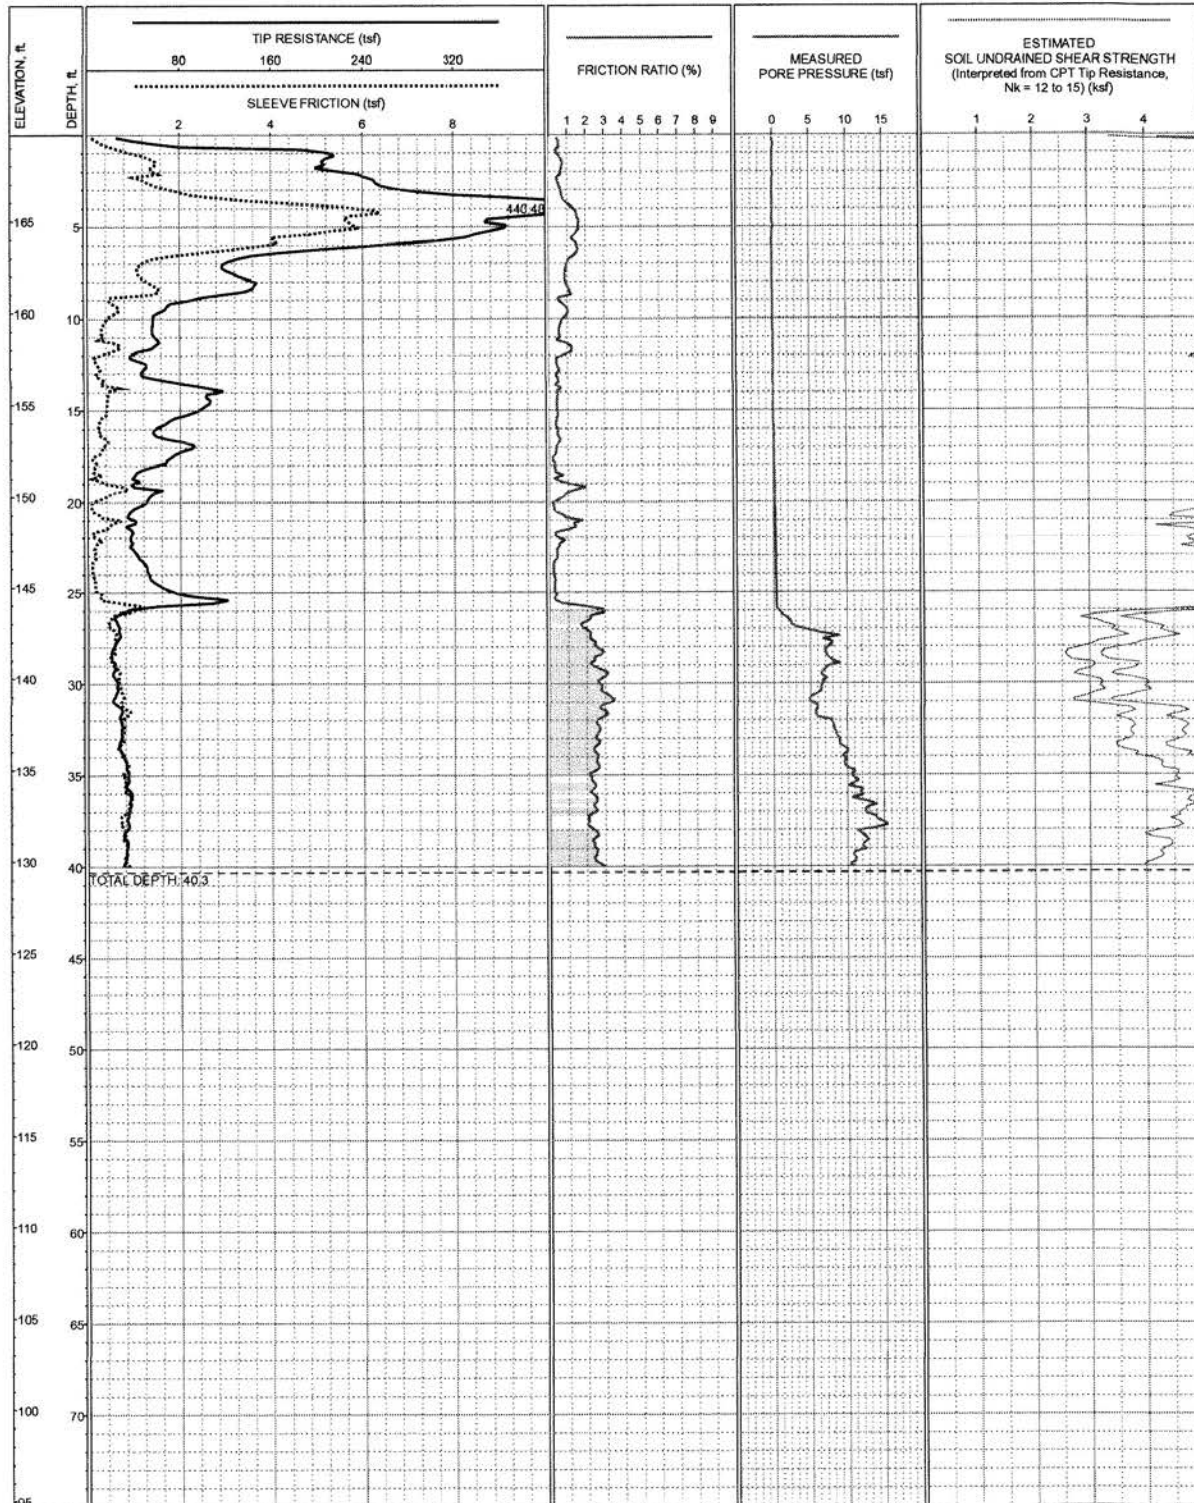 ELEVATION, ft.
DEPTH, ft.
TIP RESISTANCE (tsf)
80 160 240 320
SLEEVE FRICTION (tsf)
2 4 6 8
FRICTION RATIO (%)
1 2 3 4 5 6 7 8 9
MEASURED
PORE PRESSURE (tsf)
0 5 10 15
ESTIMATED
SOIL UNDRAINED SHEAR STRENGTH
(Interpreted from CPT Tip Resistance,
Nk = 12 to 15) (ksf)
1 2 3 4
440.48
165
5
160
10
155
15
150
20
145
25
140
30
135
35
130
40
TOTAL DEPTH: 40.3
125
45
120
50
115
55
110
60
105
65
100
70
95